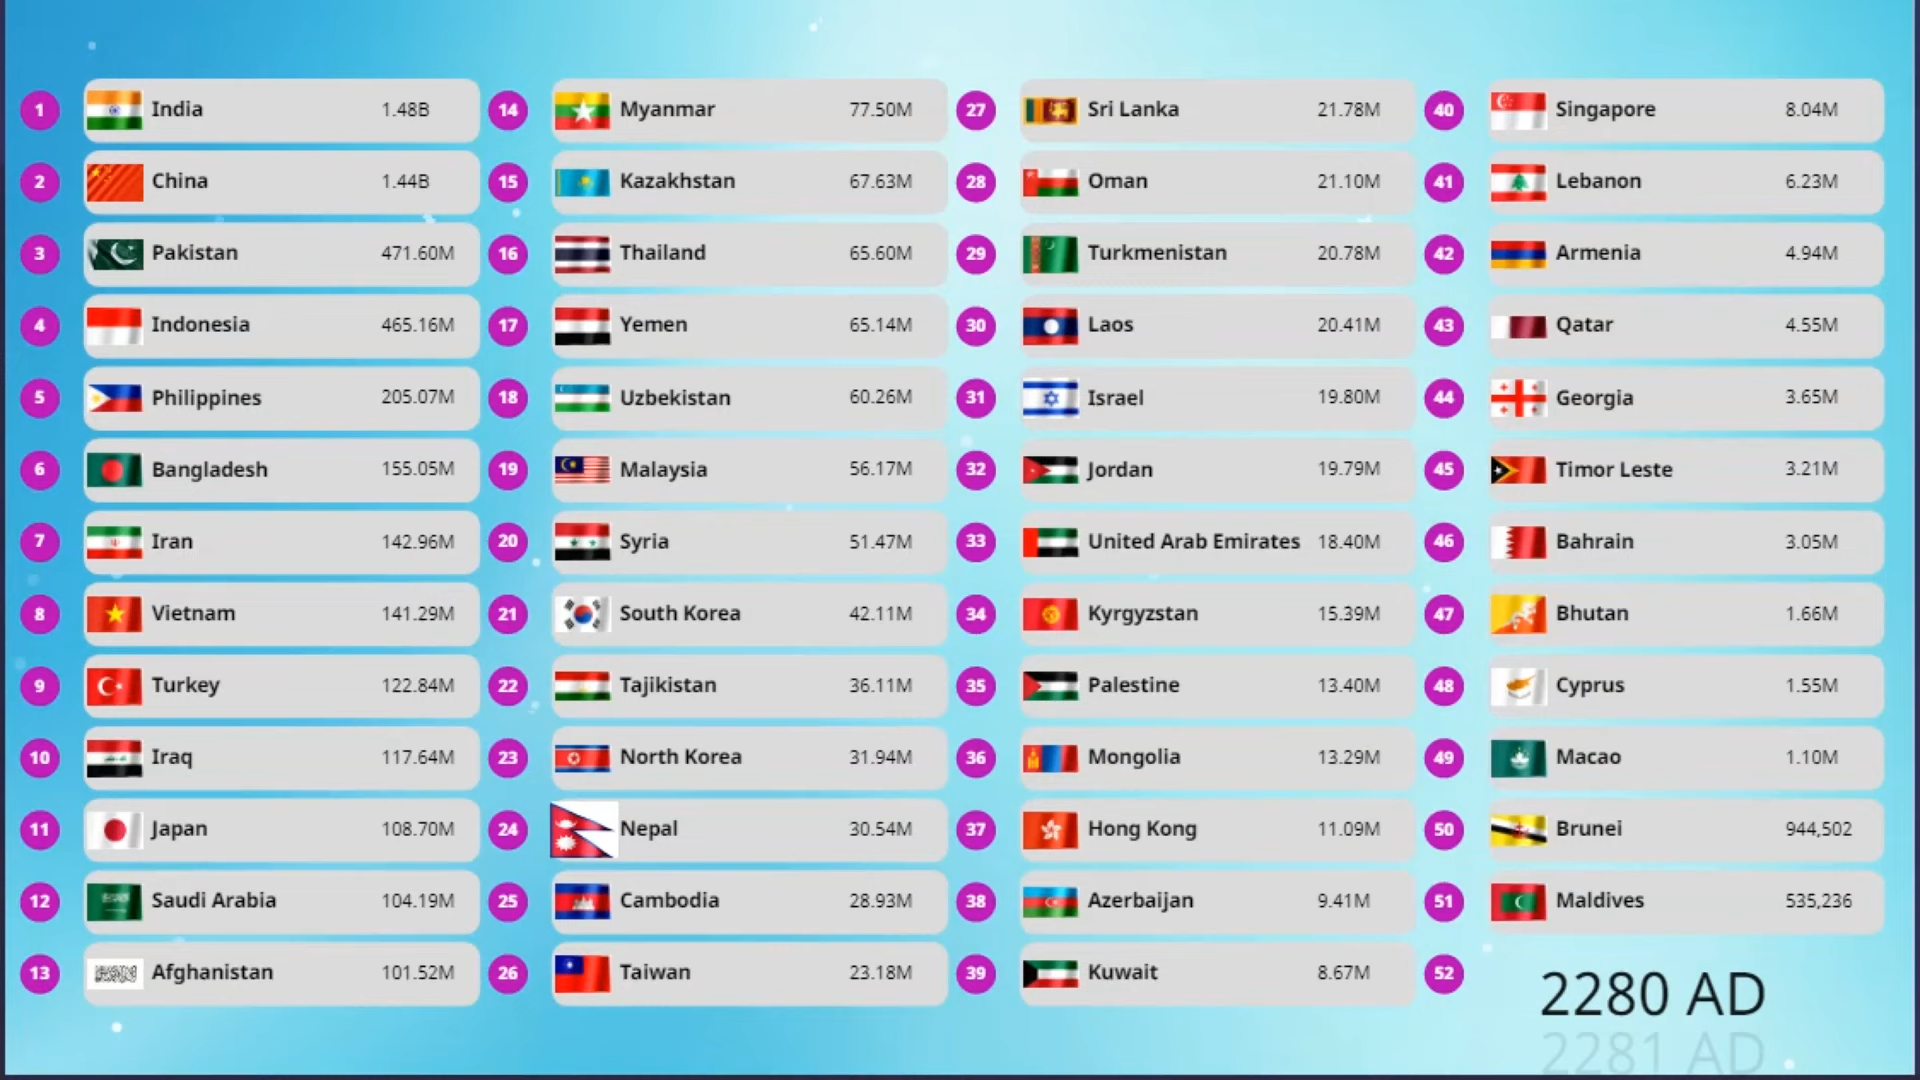 1 India 1.48B
2 China 1.44B
3 Pakistan 471.60M
4 Indonesia 465.16M
5 Philippines 205.07M
6 Bangladesh 155.05M
7 Iran 142.96M
8 Vietnam 141.29M
9 Turkey 122.84M
10 Iraq 117.64M
11 Japan 108.70M
12 Saudi Arabia 104.19M
13 Afghanistan 101.52M
14 Myanmar 77.50M
15 Kazakhstan 67.63M
16 Thailand 65.60M
17 Yemen 65.14M
18 Uzbekistan 60.26M
19 Malaysia 56.17M
20 Syria 51.47M
21 South Korea 42.11M
22 Tajikistan 36.11M
23 North Korea 31.94M
24 Nepal 30.54M
25 Cambodia 28.93M
26 Taiwan 23.18M
27 Sri Lanka 21.78M
28 Oman 21.10M
29 Turkmenistan 20.78M
30 Laos 20.41M
31 Israel 19.80M
32 Jordan 19.79M
33 United Arab Emirates 18.40M
34 Kyrgyzstan 15.39M
35 Palestine 13.40M
36 Mongolia 13.29M
37 Hong Kong 11.09M
38 Azerbaijan 9.41M
39 Kuwait 8.67M
40 Singapore 8.04M
41 Lebanon 6.23M
42 Armenia 4.94M
43 Qatar 4.55M
44 Georgia 3.65M
45 Timor Leste 3.21M
46 Bahrain 3.05M
47 Bhutan 1.66M
48 Cyprus 1.55M
49 Macao 1.10M
50 Brunei 944,502
51 Maldives 535,236
52
2280 AD
2281 AD